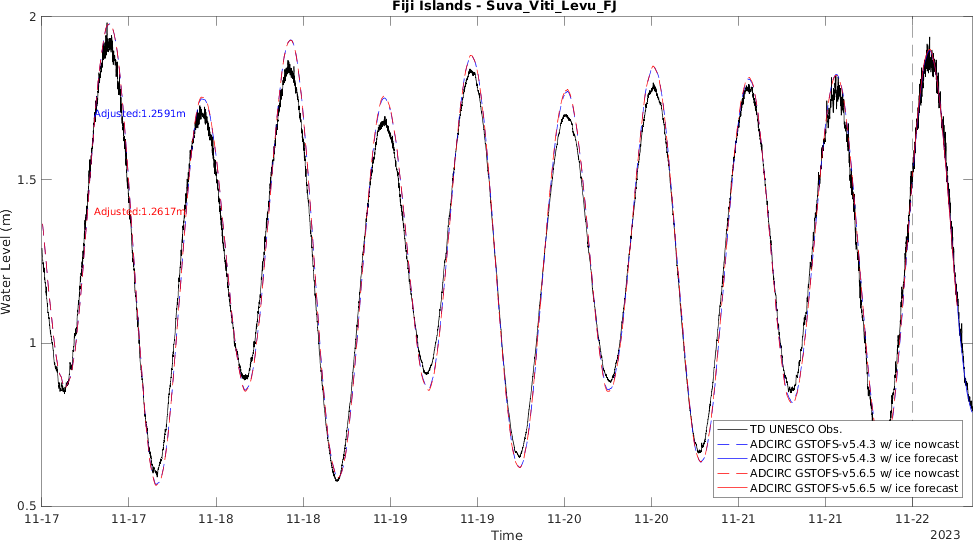 Fiji Islands - Suva_Viti_Levu_FJ
2
1.5
1
0.5
Water Level (m)
Adjusted:1.2591m
Adjusted:1.2617m
TD UNESCO Obs.
ADCIRC GSTOFS-v5.4.3 w/ ice nowcast
ADCIRC GSTOFS-v5.4.3 w/ ice forecast
ADCIRC GSTOFS-v5.6.5 w/ ice nowcast
ADCIRC GSTOFS-v5.6.5 w/ ice forecast
11-17 11-17 11-18 11-18 11-19 11-19 11-20 11-20 11-21 11-21 11-22
Time
2023